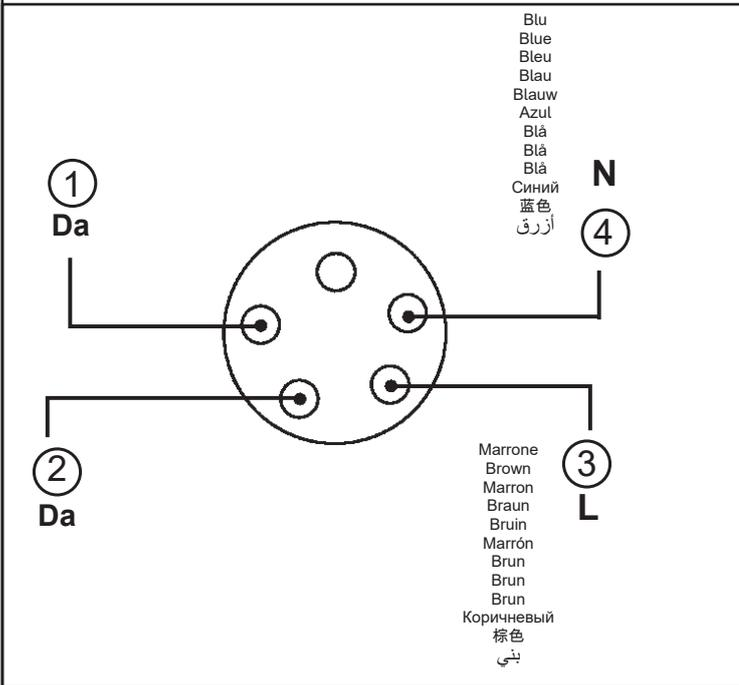 Blu
Blue
Bleu
Blau
Blauw
Azul
Blå
Blå
Blå
Синий
蓝色
أزرق
N
4
1
Da
2
Da
3
L
Marrone
Brown
Marron
Braun
Bruin
Marrón
Brun
Brun
Brun
Коричневый
棕色
بني